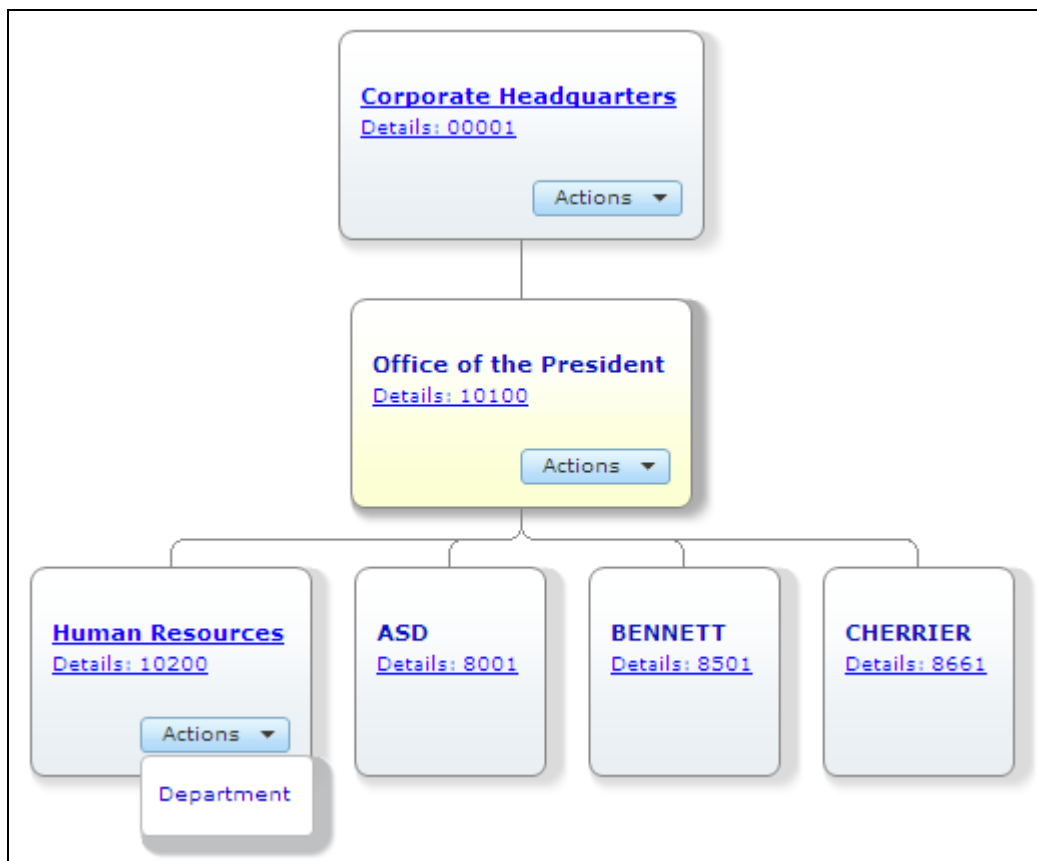 Corporate Headquarters
Details: 00001
Actions
Office of the President
Details: 10100
Actions
Human Resources
Details: 10200
Actions
Department
ASD
Details: 8001
BENNETT
Details: 8501
CHERRIER
Details: 8661